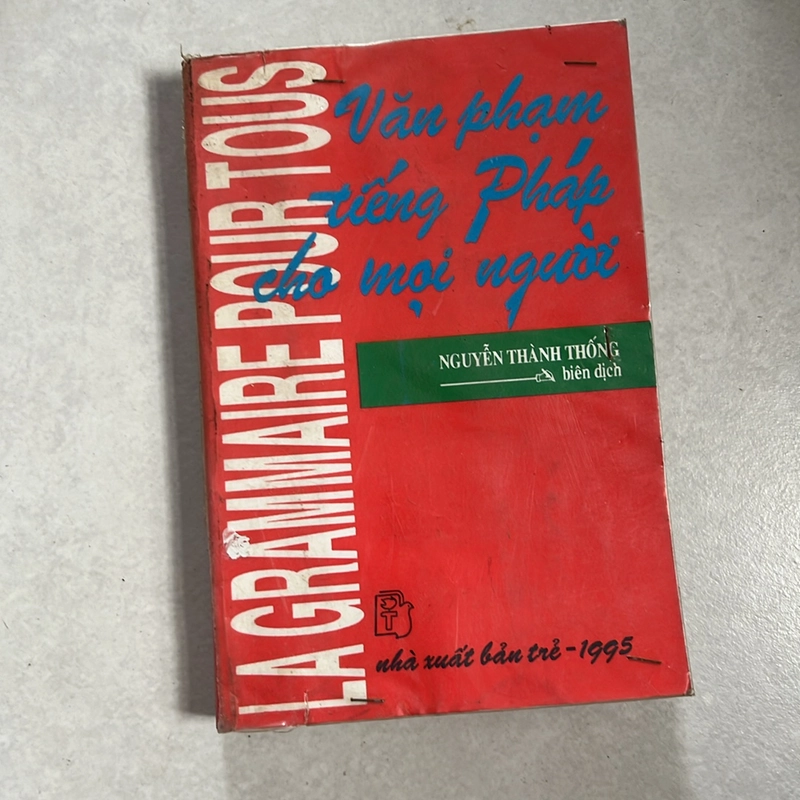 LA GRAMMAIRE POUR TOUS
Văn phạm
tiếng Pháp
cho mọi người
NGUYỄN THÀNH THỐNG
biên dịch
T
nhà xuất bản trẻ - 1995